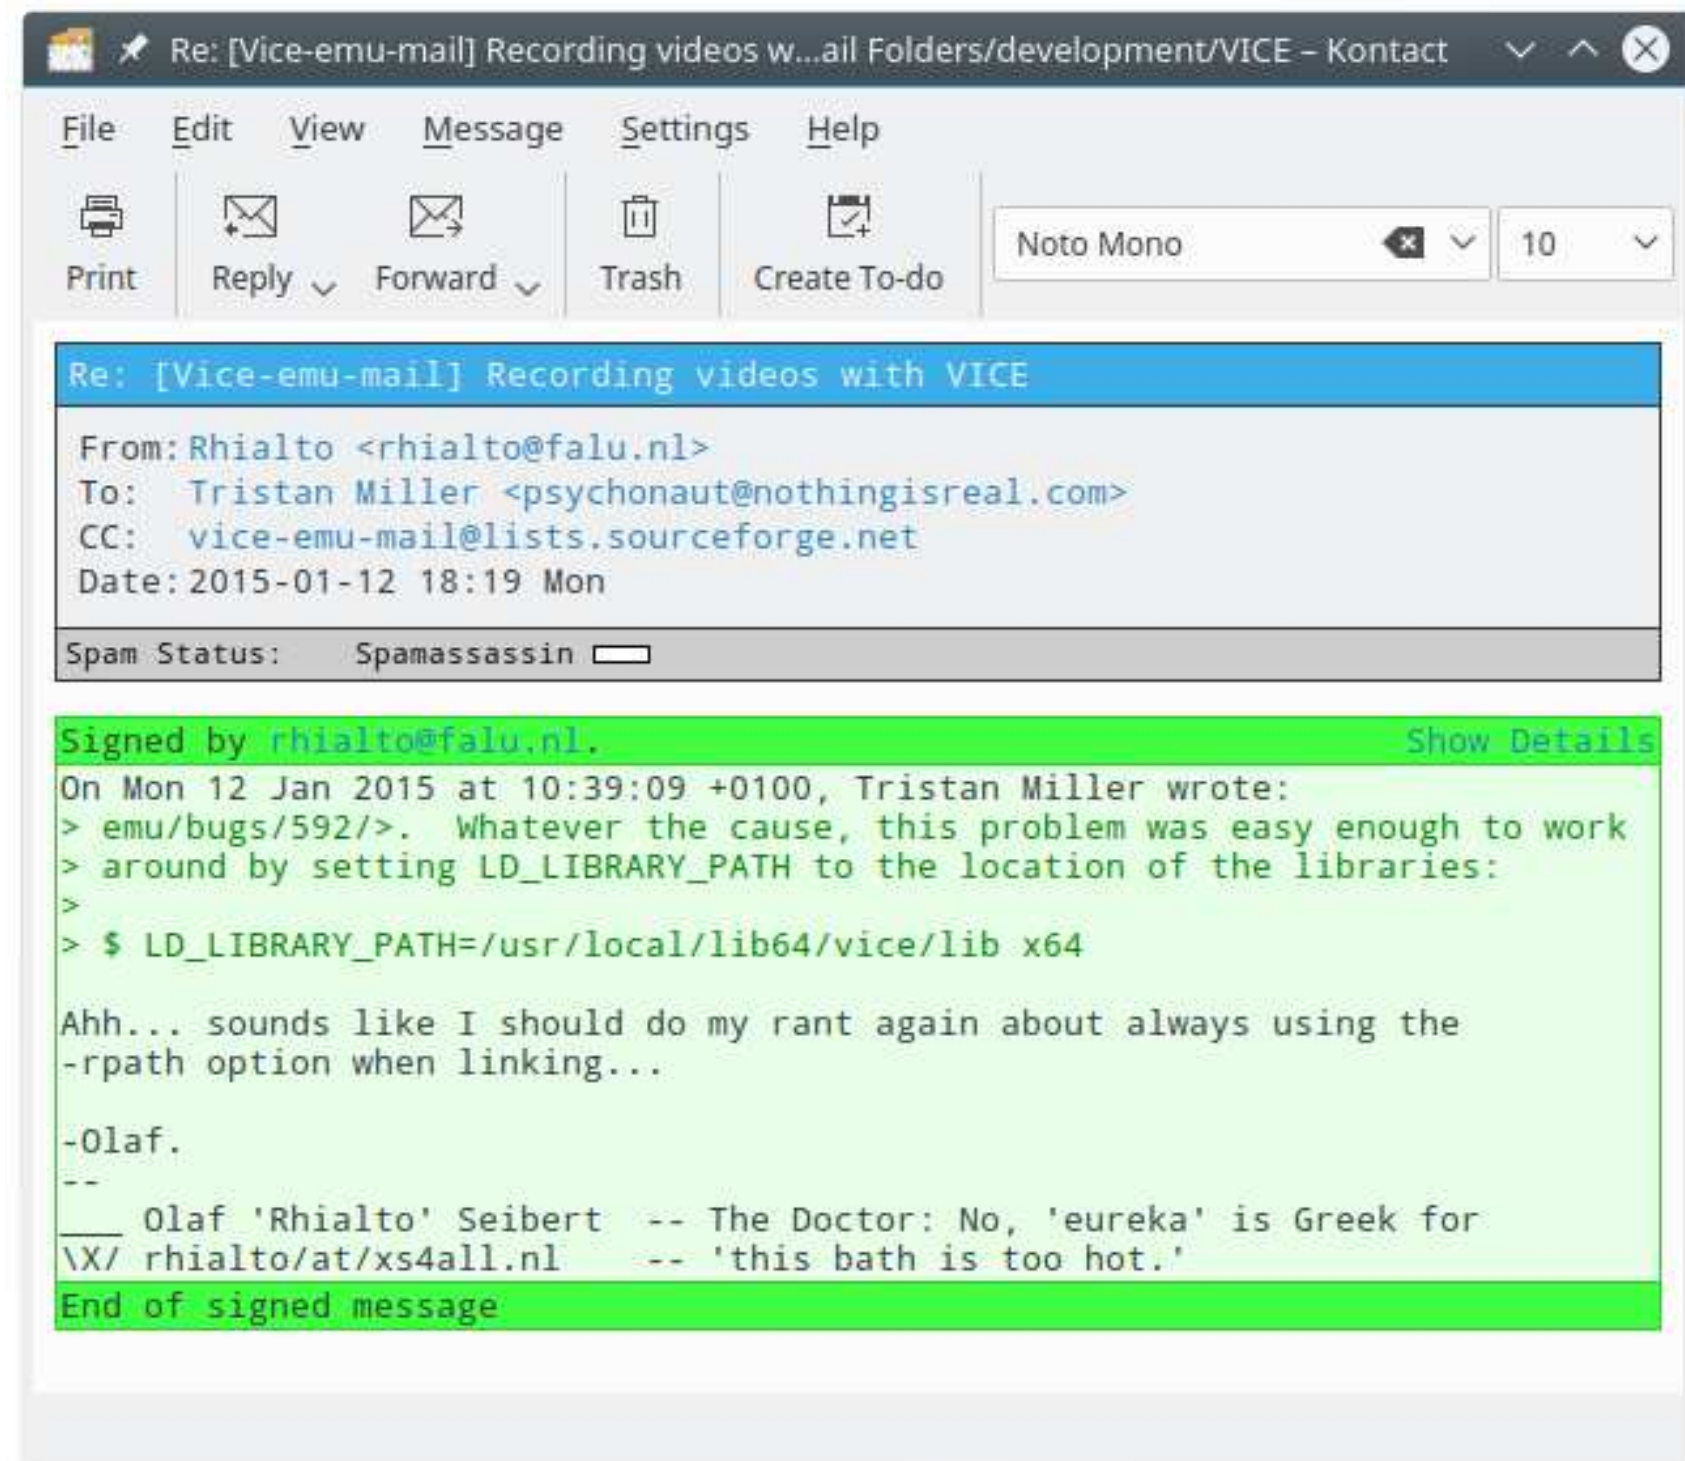 Re: [Vice-emu-mail] Recording videos w...ail Folders/development/VICE – Kontact
File Edit View Message Settings Help
Print Reply Forward Trash Create To-do Noto Mono 10
Re: [Vice-emu-mail] Recording videos with VICE
From: Rhialto <rhialto@falu.nl>
To: Tristan Miller <psychonaut@nothingisreal.com>
CC: vice-emu-mail@lists.sourceforge.net
Date: 2015-01-12 18:19 Mon
Spam Status: Spamassassin
Signed by rhialto@falu.nl. Show Details
On Mon 12 Jan 2015 at 10:39:09 +0100, Tristan Miller wrote:
> emu/bugs/592/>.  Whatever the cause, this problem was easy enough to work
> around by setting LD_LIBRARY_PATH to the location of the libraries:
>
> $ LD_LIBRARY_PATH=/usr/local/lib64/vice/lib x64
Ahh... sounds like I should do my rant again about always using the
-rpath option when linking...
-Olaf.
--
___ Olaf 'Rhialto' Seibert  -- The Doctor: No, 'eureka' is Greek for
\X/ rhialto/at/xs4all.nl    -- 'this bath is too hot.'
End of signed message